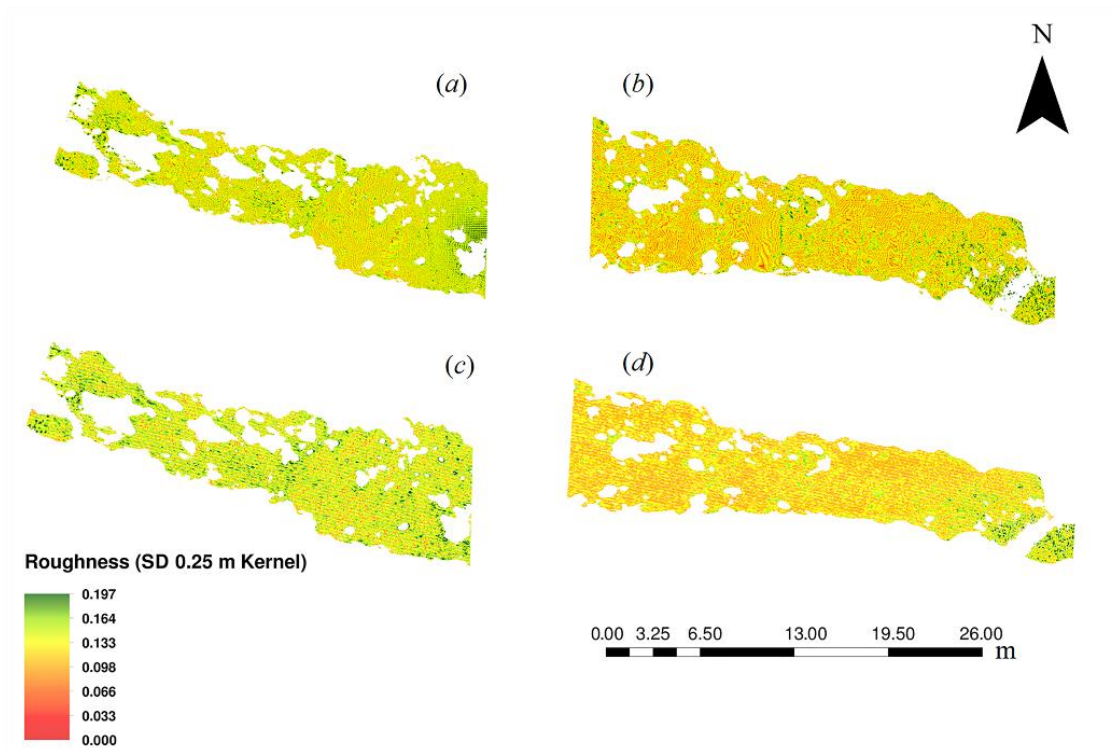 N
(a)
(b)
(c)
(d)
Roughness (SD 0.25 m Kernel)
0.197
0.164
0.133
0.098
0.066
0.033
0.000
0.00 3.25 6.50 13.00 19.50 26.00
m